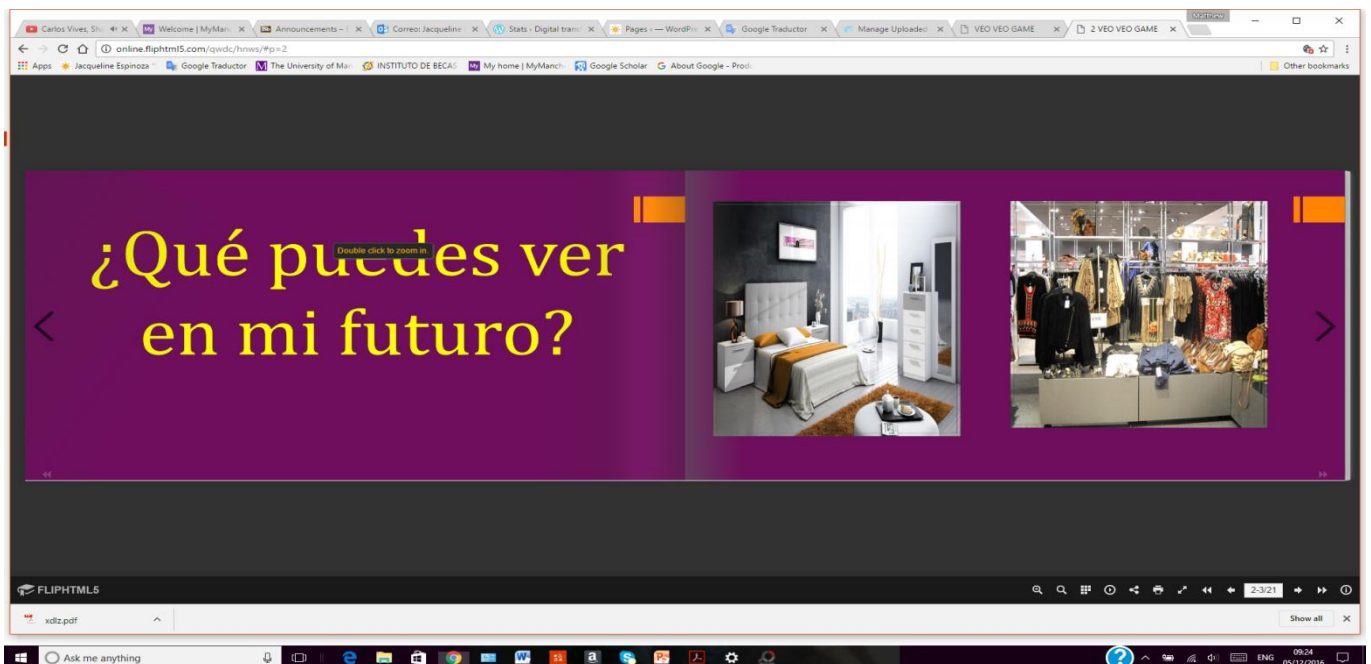 Matthew
Carlos Vives, Sh
Welcome | MyMan
Announcements –
Correo: Jacqueline
Stats ‹ Digital trans
Pages ‹ — WordPr
Google Traductor
Manage Uploaded
VEO VEO GAME
2 VEO VEO GAME
online.fliphtml5.com/qwdc/hnws/#p=2
Apps
Jacqueline Espinoza
Google Traductor
The University of Man
INSTITUTO DE BECAS
My home | MyManch
Google Scholar
About Google - Prod
Other bookmarks
¿Qué puedes ver
Double click to zoom in.
en mi futuro?
FLIPHTML5
2-3/21
xdlz.pdf
Show all
Ask me anything
ENG
09:24
05/12/2016